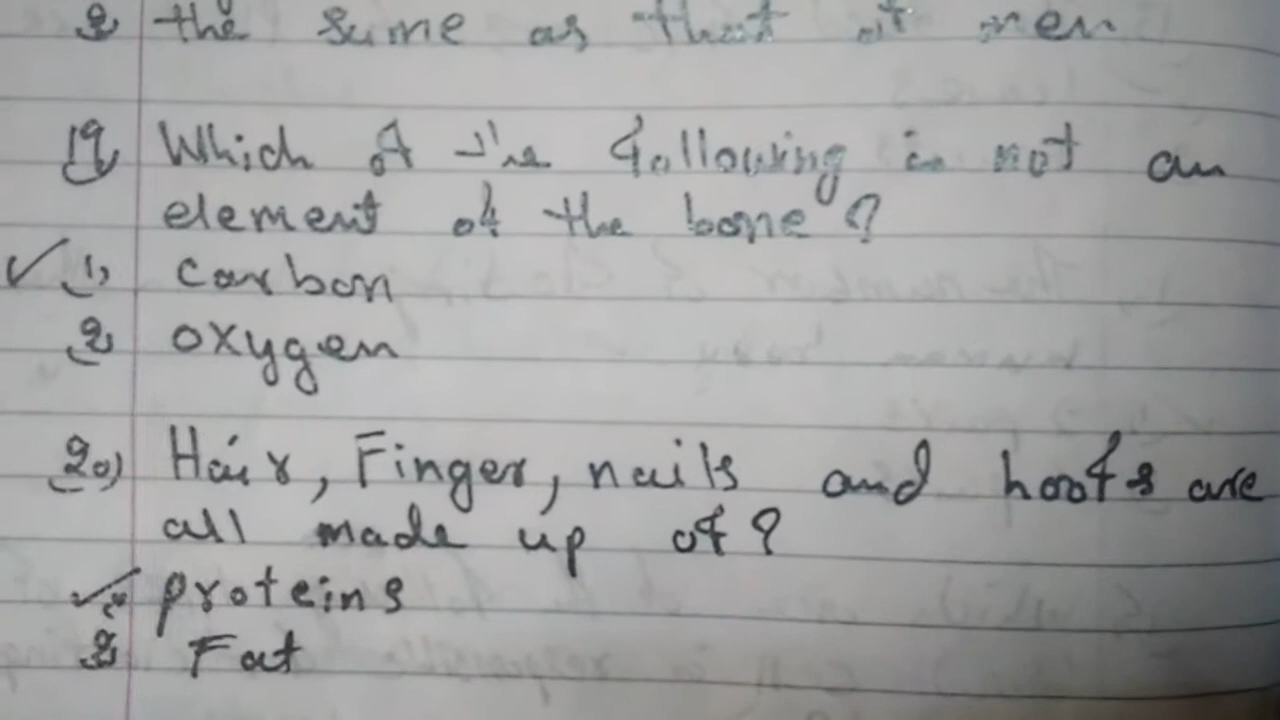 2 the same as that of men
19 Which of the following is not an
element of the bone?
1, carbon
2 oxygen
20) Hair, Finger, nails and hoofs are
all made up of?
proteins
2 Fat